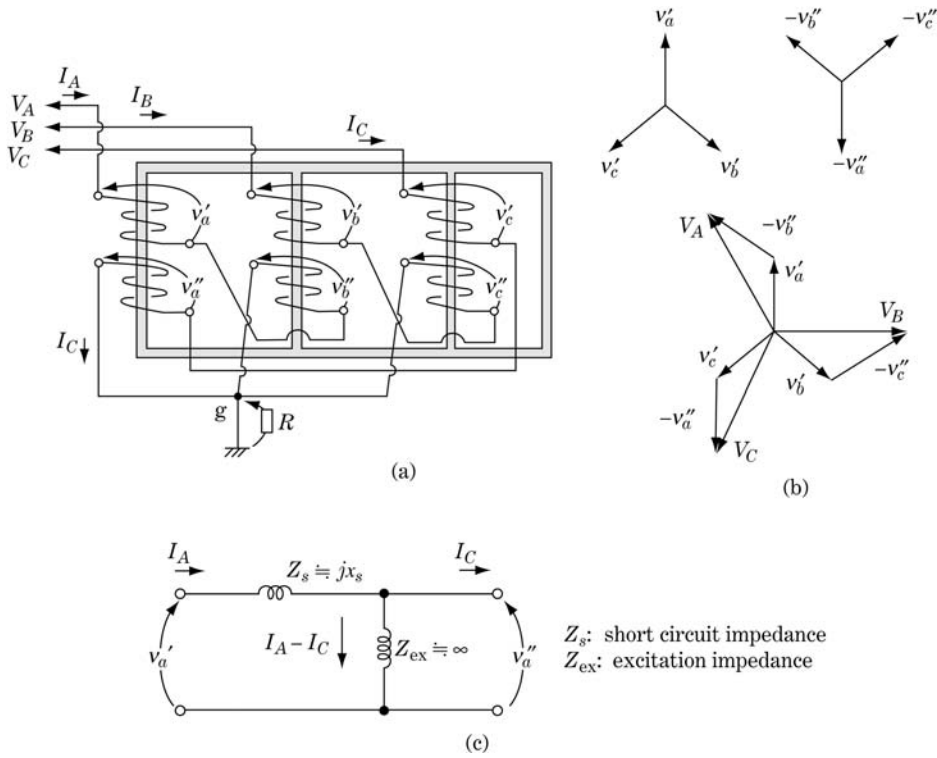 I_A
V_A
I_B
V_B
I_C
V_C
v_a′
v_b′
v_c′
v_a″
v_b″
v_c″
I_C
g
R
(a)
v_a′
−v_b″
−v_c″
v_c′
v_b′
−v_a″
V_A
−v_b″
v_a′
V_B
v_c′
v_b′
−v_c″
−v_a″
V_C
(b)
I_A
Z_s ≒ jx_s
I_C
v_a′
I_A − I_C
Z_ex ≒ ∞
v_a″
Z_s: short circuit impedance
Z_ex: excitation impedance
(c)